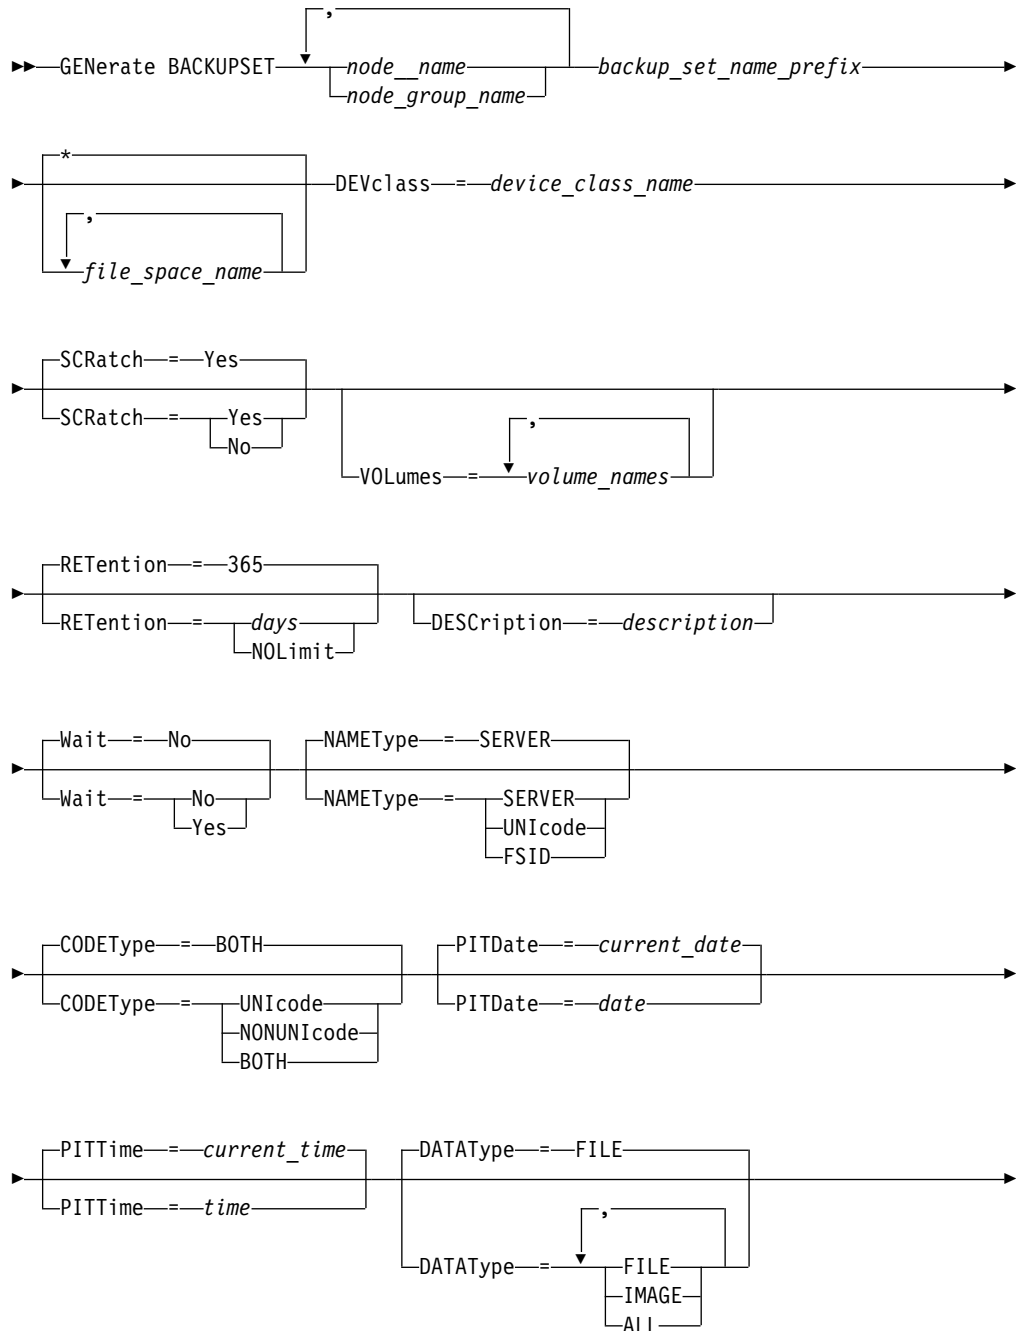 ,
GENerate BACKUPSET node__name backup_set_name_prefix
node_group_name
*
DEVclass = device_class_name
,
file_space_name
SCRatch = Yes
SCRatch = Yes
No
,
VOLumes = volume_names
RETention = 365
RETention = days
NOLimit
DESCription = description
Wait = No
Wait = No
Yes
NAMEType = SERVER
NAMEType = SERVER
UNIcode
FSID
CODEType = BOTH
CODEType = UNIcode
NONUNIcode
BOTH
PITDate = current_date
PITDate = date
PITTime = current_time
PITTime = time
DATAType = FILE
,
DATAType = FILE
IMAGE
ALL